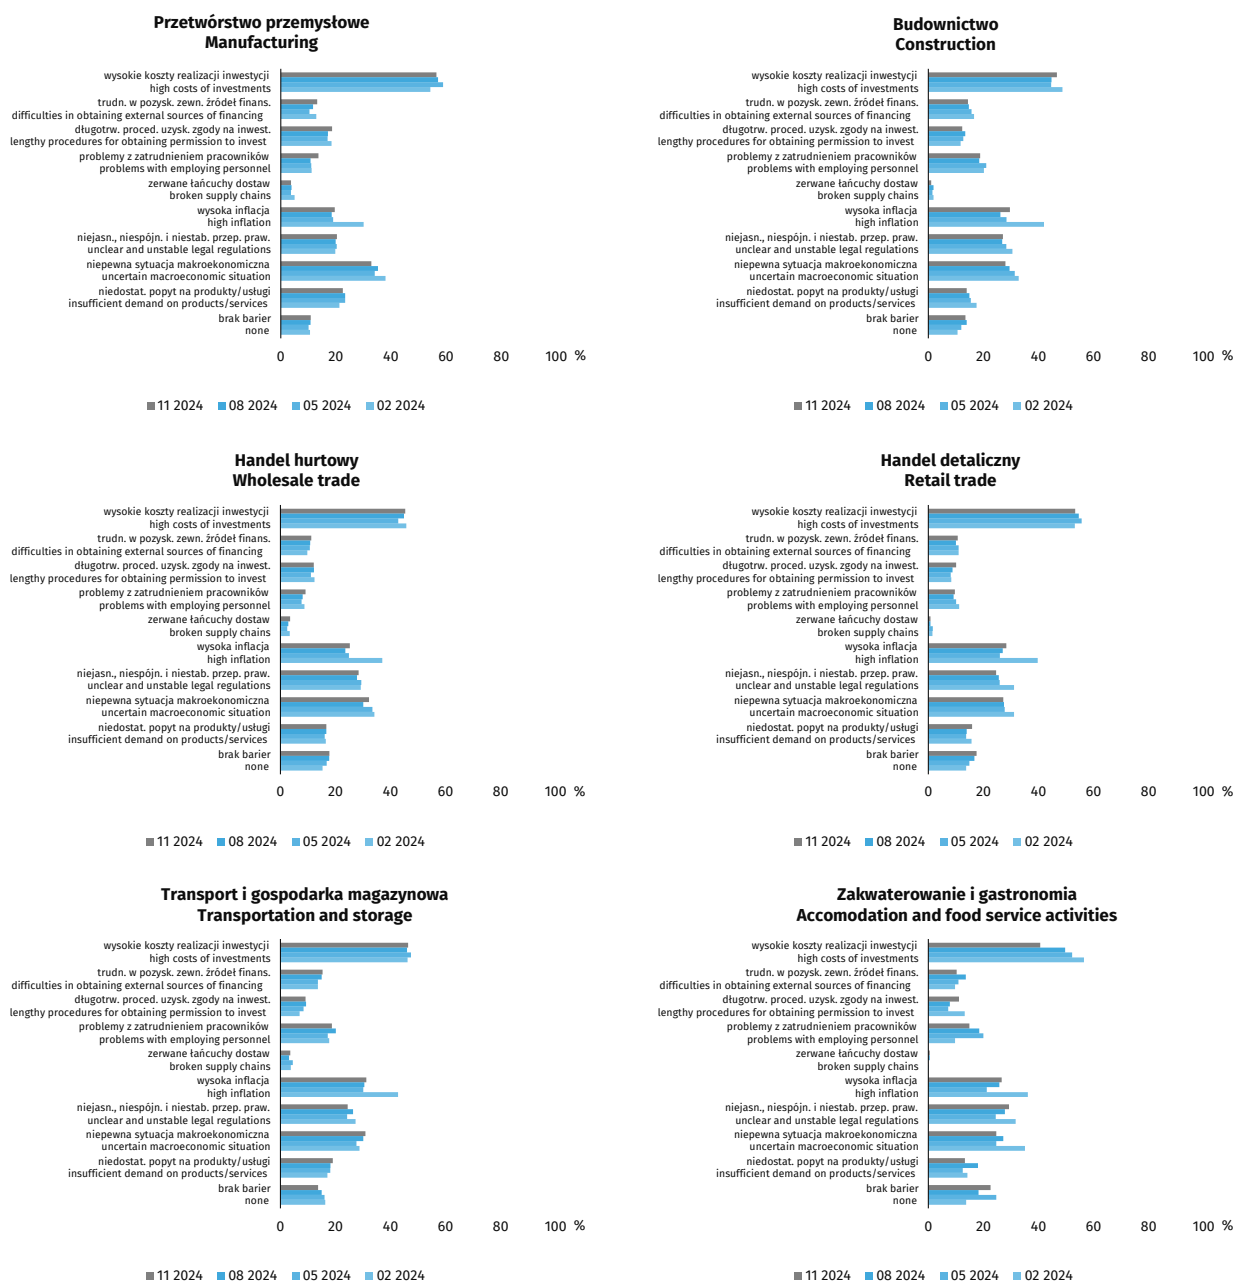 Przetwórstwo przemysłowe
Manufacturing
wysokie koszty realizacji inwestycji
high costs of investments
trudn. w pozysk. zewn. źródeł finans.
difficulties in obtaining external sources of financing
długotrw. proced. uzysk. zgody na inwest.
lengthy procedures for obtaining permission to invest
problemy z zatrudnieniem pracowników
problems with employing personnel
zerwane łańcuchy dostaw
broken supply chains
wysoka inflacja
high inflation
niejasn., niespójn. i niestab. przep. praw.
unclear and unstable legal regulations
niepewna sytuacja makroekonomiczna
uncertain macroeconomic situation
niedostat. popyt na produkty/usługi
insufficient demand on products/services
brak barier
none
0 20 40 60 80 100 %
11 2024 08 2024 05 2024 02 2024
Budownictwo
Construction
wysokie koszty realizacji inwestycji
high costs of investments
trudn. w pozysk. zewn. źródeł finans.
difficulties in obtaining external sources of financing
długotrw. proced. uzysk. zgody na inwest.
lengthy procedures for obtaining permission to invest
problemy z zatrudnieniem pracowników
problems with employing personnel
zerwane łańcuchy dostaw
broken supply chains
wysoka inflacja
high inflation
niejasn., niespójn. i niestab. przep. praw.
unclear and unstable legal regulations
niepewna sytuacja makroekonomiczna
uncertain macroeconomic situation
niedostat. popyt na produkty/usługi
insufficient demand on products/services
brak barier
none
0 20 40 60 80 100 %
11 2024 08 2024 05 2024 02 2024
Handel hurtowy
Wholesale trade
wysokie koszty realizacji inwestycji
high costs of investments
trudn. w pozysk. zewn. źródeł finans.
difficulties in obtaining external sources of financing
długotrw. proced. uzysk. zgody na inwest.
lengthy procedures for obtaining permission to invest
problemy z zatrudnieniem pracowników
problems with employing personnel
zerwane łańcuchy dostaw
broken supply chains
wysoka inflacja
high inflation
niejasn., niespójn. i niestab. przep. praw.
unclear and unstable legal regulations
niepewna sytuacja makroekonomiczna
uncertain macroeconomic situation
niedostat. popyt na produkty/usługi
insufficient demand on products/services
brak barier
none
0 20 40 60 80 100 %
11 2024 08 2024 05 2024 02 2024
Handel detaliczny
Retail trade
wysokie koszty realizacji inwestycji
high costs of investments
trudn. w pozysk. zewn. źródeł finans.
difficulties in obtaining external sources of financing
długotrw. proced. uzysk. zgody na inwest.
lengthy procedures for obtaining permission to invest
problemy z zatrudnieniem pracowników
problems with employing personnel
zerwane łańcuchy dostaw
broken supply chains
wysoka inflacja
high inflation
niejasn., niespójn. i niestab. przep. praw.
unclear and unstable legal regulations
niepewna sytuacja makroekonomiczna
uncertain macroeconomic situation
niedostat. popyt na produkty/usługi
insufficient demand on products/services
brak barier
none
0 20 40 60 80 100 %
11 2024 08 2024 05 2024 02 2024
Transport i gospodarka magazynowa
Transportation and storage
wysokie koszty realizacji inwestycji
high costs of investments
trudn. w pozysk. zewn. źródeł finans.
difficulties in obtaining external sources of financing
długotrw. proced. uzysk. zgody na inwest.
lengthy procedures for obtaining permission to invest
problemy z zatrudnieniem pracowników
problems with employing personnel
zerwane łańcuchy dostaw
broken supply chains
wysoka inflacja
high inflation
niejasn., niespójn. i niestab. przep. praw.
unclear and unstable legal regulations
niepewna sytuacja makroekonomiczna
uncertain macroeconomic situation
niedostat. popyt na produkty/usługi
insufficient demand on products/services
brak barier
none
0 20 40 60 80 100 %
11 2024 08 2024 05 2024 02 2024
Zakwaterowanie i gastronomia
Accomodation and food service activities
wysokie koszty realizacji inwestycji
high costs of investments
trudn. w pozysk. zewn. źródeł finans.
difficulties in obtaining external sources of financing
długotrw. proced. uzysk. zgody na inwest.
lengthy procedures for obtaining permission to invest
problemy z zatrudnieniem pracowników
problems with employing personnel
zerwane łańcuchy dostaw
broken supply chains
wysoka inflacja
high inflation
niejasn., niespójn. i niestab. przep. praw.
unclear and unstable legal regulations
niepewna sytuacja makroekonomiczna
uncertain macroeconomic situation
niedostat. popyt na produkty/usługi
insufficient demand on products/services
brak barier
none
0 20 40 60 80 100 %
11 2024 08 2024 05 2024 02 2024